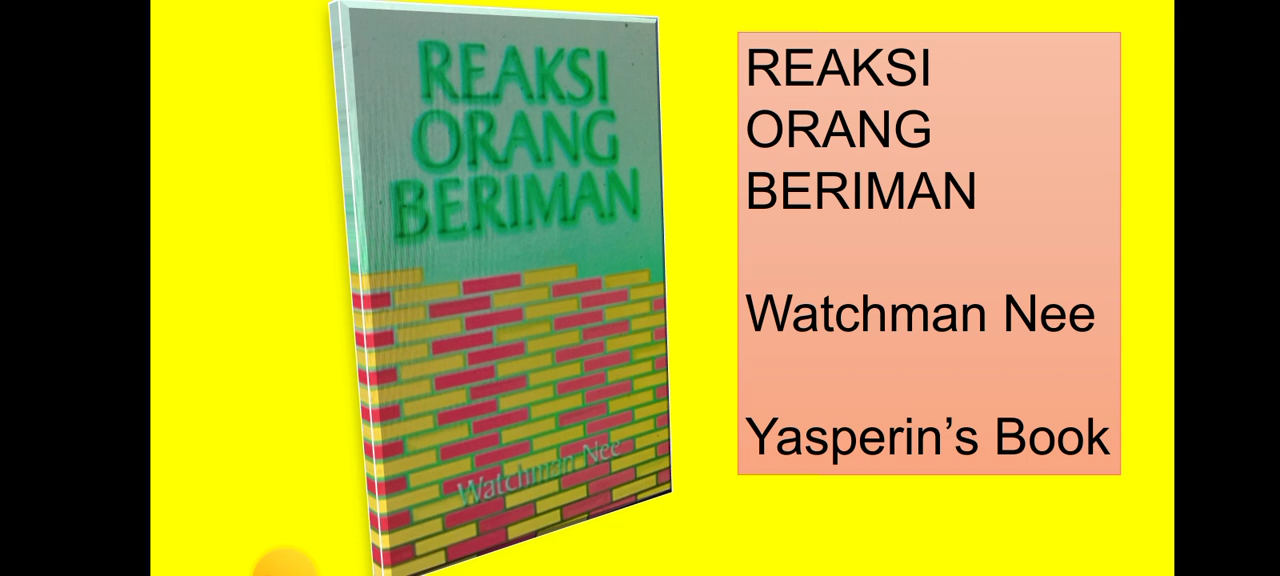 REAKSI
ORANG
BERIMAN
Watchman Nee
REAKSI
ORANG
BERIMAN
Watchman Nee
Yasperin’s Book